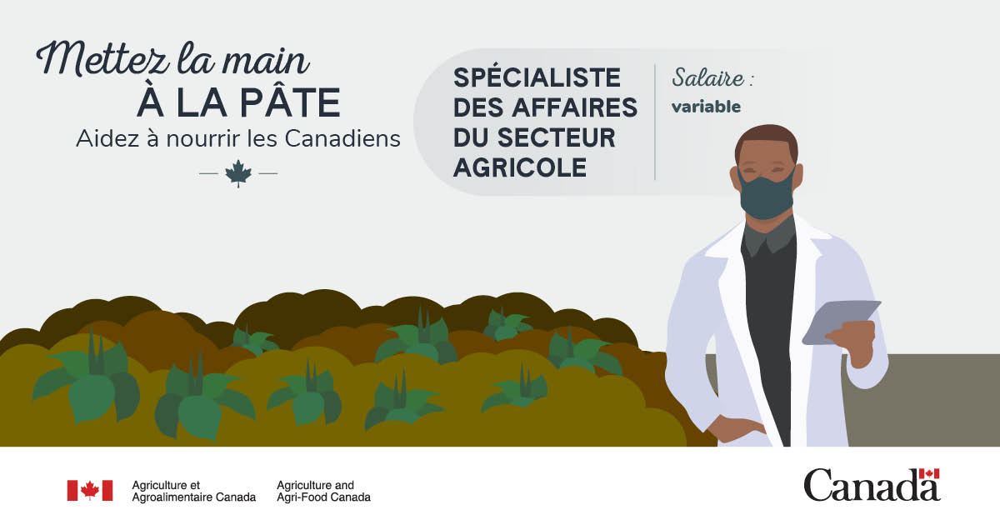 Mettez la main
À LA PÂTE
Aidez à nourrir les Canadiens
SPÉCIALISTE
DES AFFAIRES
DU SECTEUR
AGRICOLE
Salaire :
variable
Agriculture et
Agroalimentaire Canada
Agriculture and
Agri-Food Canada
Canada